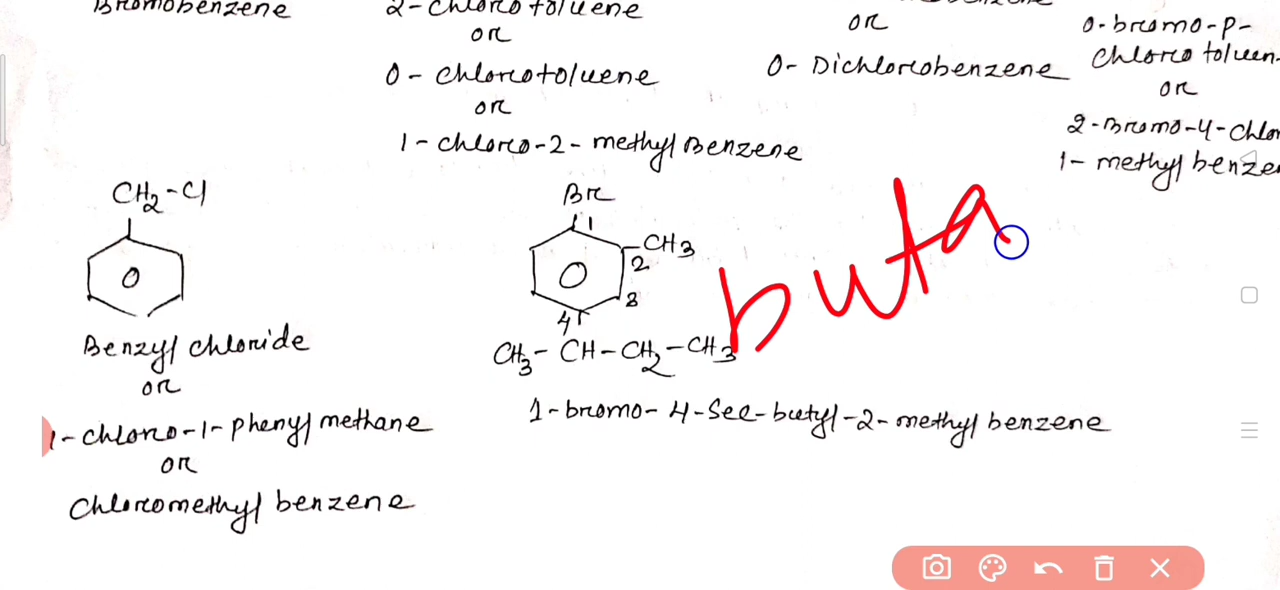 Bromobenzene
2-chloro toluene
or
o-chlorotoluene
or
1-chloro-2-methyl Benzene
or
o-Dichlorobenzene
o-bromo-p-
chloro toluen
or
2-Bromo-4-chlo
1-methyl benze
CH2-Cl
Benzyl chloride
or
1-chloro-1-phenyl methane
or
chloromethyl benzene
Br
1
CH3
2
3
4
CH3-CH-CH2-CH3
1-bromo-4-Sec-butyl-2-methyl benzene
buta